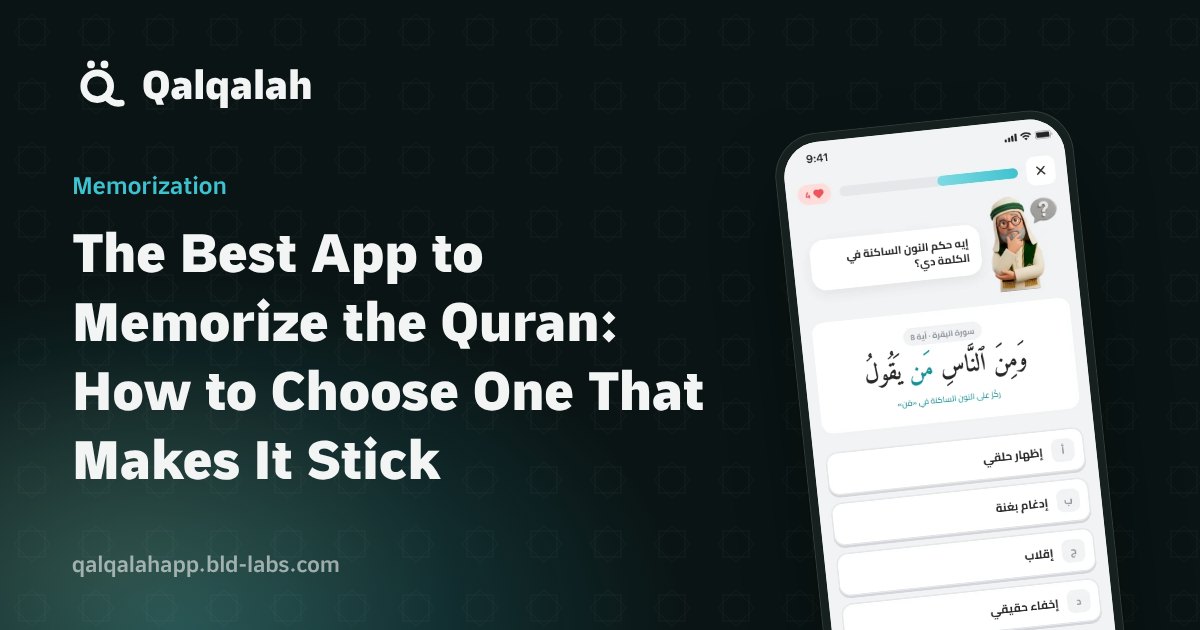 Qalqalah
Memorization
The Best App to
Memorize the Quran:
How to Choose One That
Makes It Stick
qalqalahapp.bld-labs.com
9:41
4
?
إيه حكم النون الساكنة في
الكلمة دي؟
سورة البقرة · آية 8
وَمِنَ ٱلنَّاسِ مَن يَقُولُ
ركّز على النون الساكنة في «مَن»
أ إظهار حلقي
ب إدغام بغنة
ج إقلاب
د إخفاء حقيقي